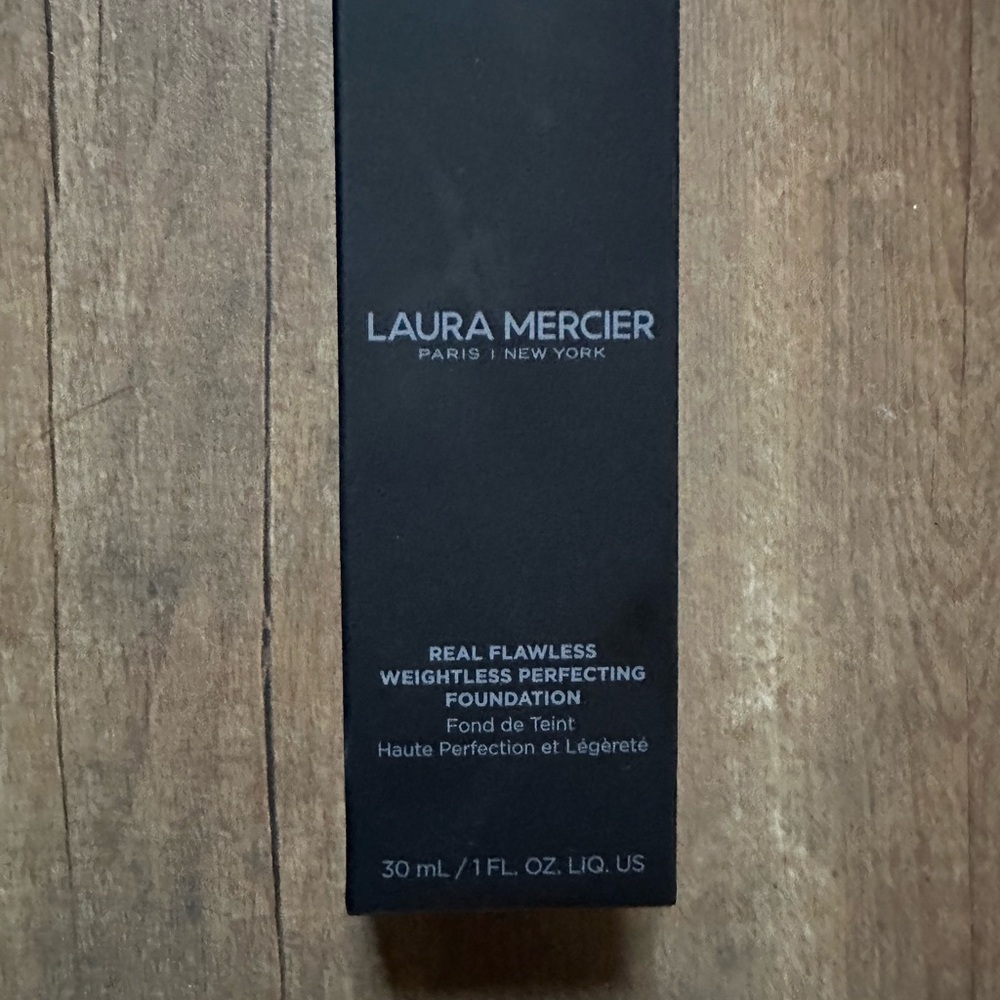 LAURA MERCIER
PARIS | NEW YORK
REAL FLAWLESS
WEIGHTLESS PERFECTING
FOUNDATION
Fond de Teint
Haute Perfection et Légèreté
30 mL / 1 FL. OZ. LiQ. US